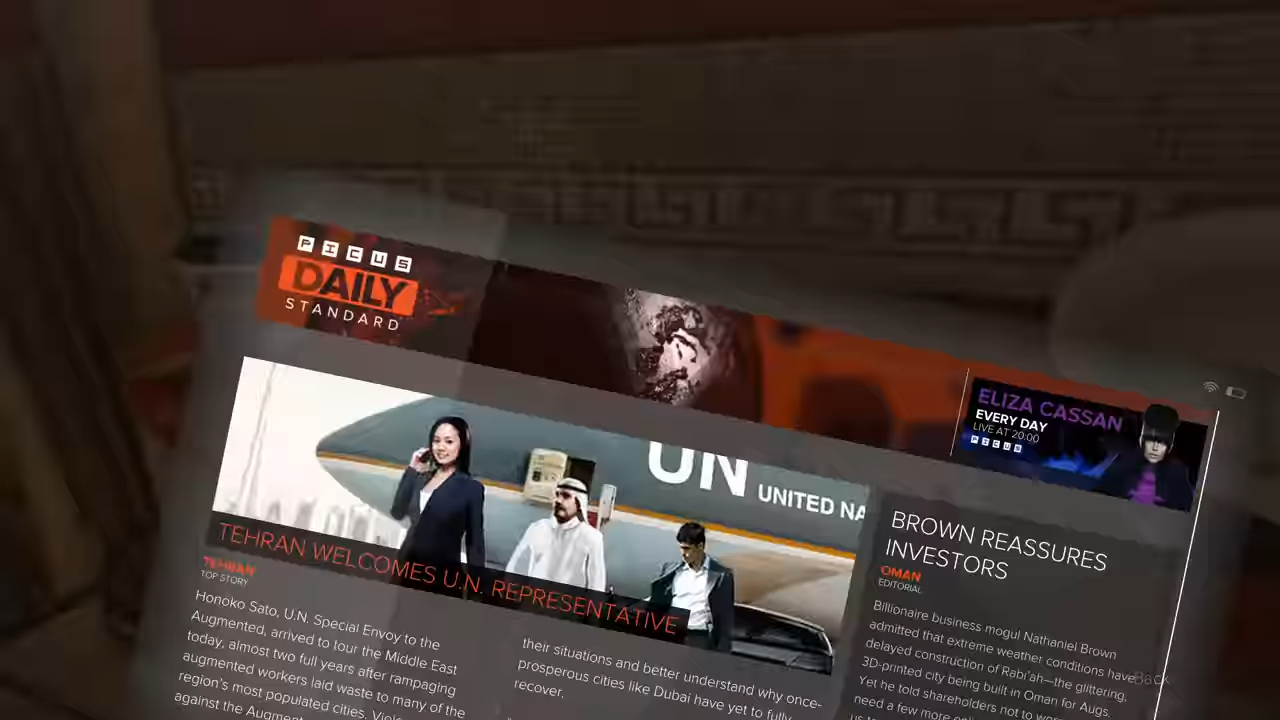 PICUS
DAILY
STANDARD
ELIZA CASSAN
EVERY DAY
LIVE AT 20:00
PICUS
UN UNITED NA
TEHRAN WELCOMES U.N. REPRESENTATIVE
TEHRAN
TOP STORY
Honoko Sato, U.N. Special Envoy to the
Augmented, arrived to tour the Middle East
today, almost two full years after rampaging
augmented workers laid waste to many of the
region's most populated cities.
against the
their situations and better understand why once-
prosperous cities like Dubai have yet to fully
recover.
BROWN REASSURES
INVESTORS
OMAN
EDITORIAL
Billionaire business mogul Nathaniel Brown
admitted that extreme weather conditions have
delayed construction of Rabi'ah—the glittering,
3D-printed city being built in Oman for Augs.
Yet he told shareholders not to
need a few more
Back